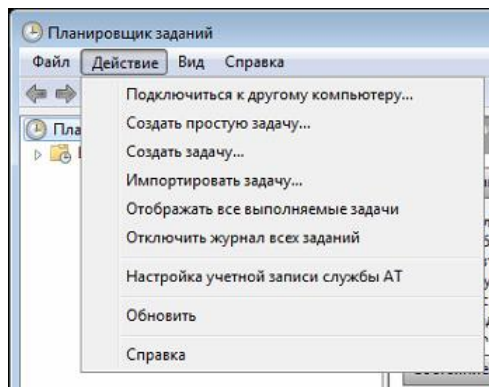 Планировщик заданий
Файл Действие Вид Справка
Подключиться к другому компьютеру...
Создать простую задачу...
Создать задачу...
Импортировать задачу...
Отображать все выполняемые задачи
Отключить журнал всех заданий
Настройка учетной записи службы AT
Обновить
Справка